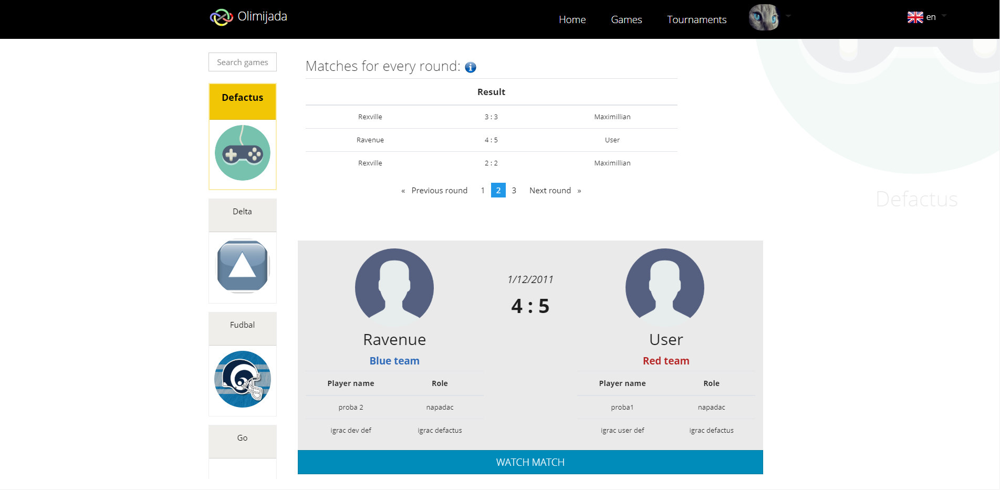 Olimijada
Home Games Tournaments
en
Search games
Defactus
Delta
Fudbal
Go
Matches for every round:
Result
Rexville 3 : 3 Maximillian
Ravenue 4 : 5 User
Rexville 2 : 2 Maximillian
« Previous round 1 2 3 Next round »
Defactus
1/12/2011
4 : 5
Ravenue
Blue team
Player name Role
proba 2 napadac
igrac dev def igrac defactus
User
Red team
Player name Role
proba1 napadac
igrac user def igrac defactus
WATCH MATCH